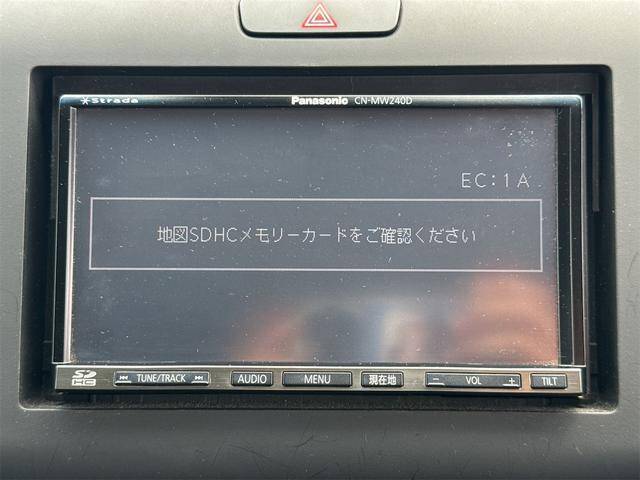 Strada
Panasonic CN-MW240D
EC:1A
地図SDHCメモリーカードをご確認ください
SD HC TUNE/TRACK AUDIO MENU 現在地 − VOL + TILT